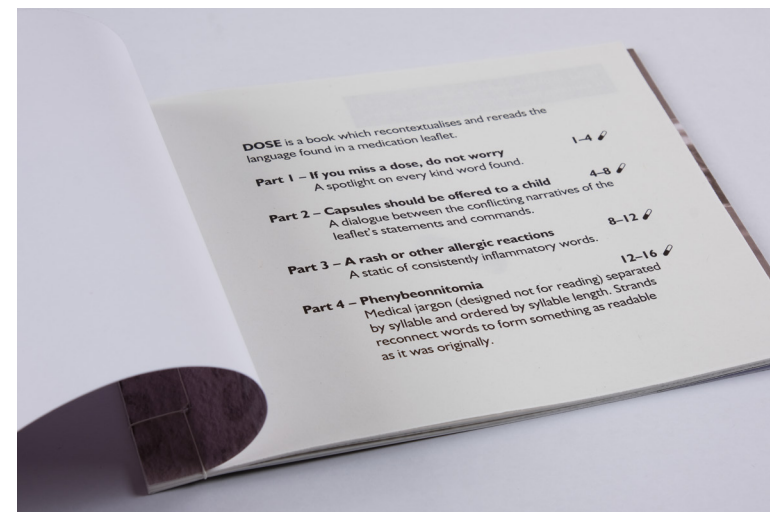 DOSE is a book which recontextualises and rereads the
language found in a medication leaflet.
Part 1 – If you miss a dose, do not worry 1–4
A spotlight on every kind word found.
Part 2 – Capsules should be offered to a child 4–8
A dialogue between the conflicting narratives of the
leaflet's statements and commands.
Part 3 – A rash or other allergic reactions 8–12
A static of consistently inflammatory words.
Part 4 – Phenybeonnitomia 12–16
Medical jargon (designed not for reading) separated
by syllable and ordered by syllable length. Strands
reconnect words to form something as readable
as it was originally.